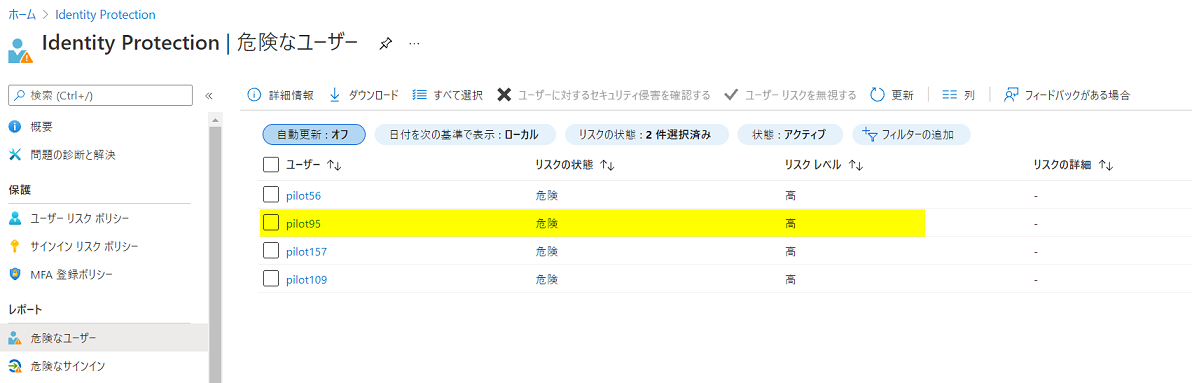 ホーム > Identity Protection
Identity Protection | 危険なユーザー ...
検索 (Ctrl+/) «
詳細情報 ダウンロード すべて選択 ユーザーに対するセキュリティ侵害を確認する ユーザー リスクを無視する 更新 列 フィードバックがある場合
概要
問題の診断と解決
保護
ユーザー リスク ポリシー
サインイン リスク ポリシー
MFA 登録ポリシー
レポート
危険なユーザー
危険なサインイン
自動更新 : オフ 日付を次の基準で表示 : ローカル リスクの状態 : 2 件選択済み 状態 : アクティブ フィルターの追加
ユーザー ↑↓ リスクの状態 ↑↓ リスク レベル ↑↓ リスクの詳細 ↑↓
pilot56 危険 高 -
pilot95 危険 高 -
pilot157 危険 高 -
pilot109 危険 高 -